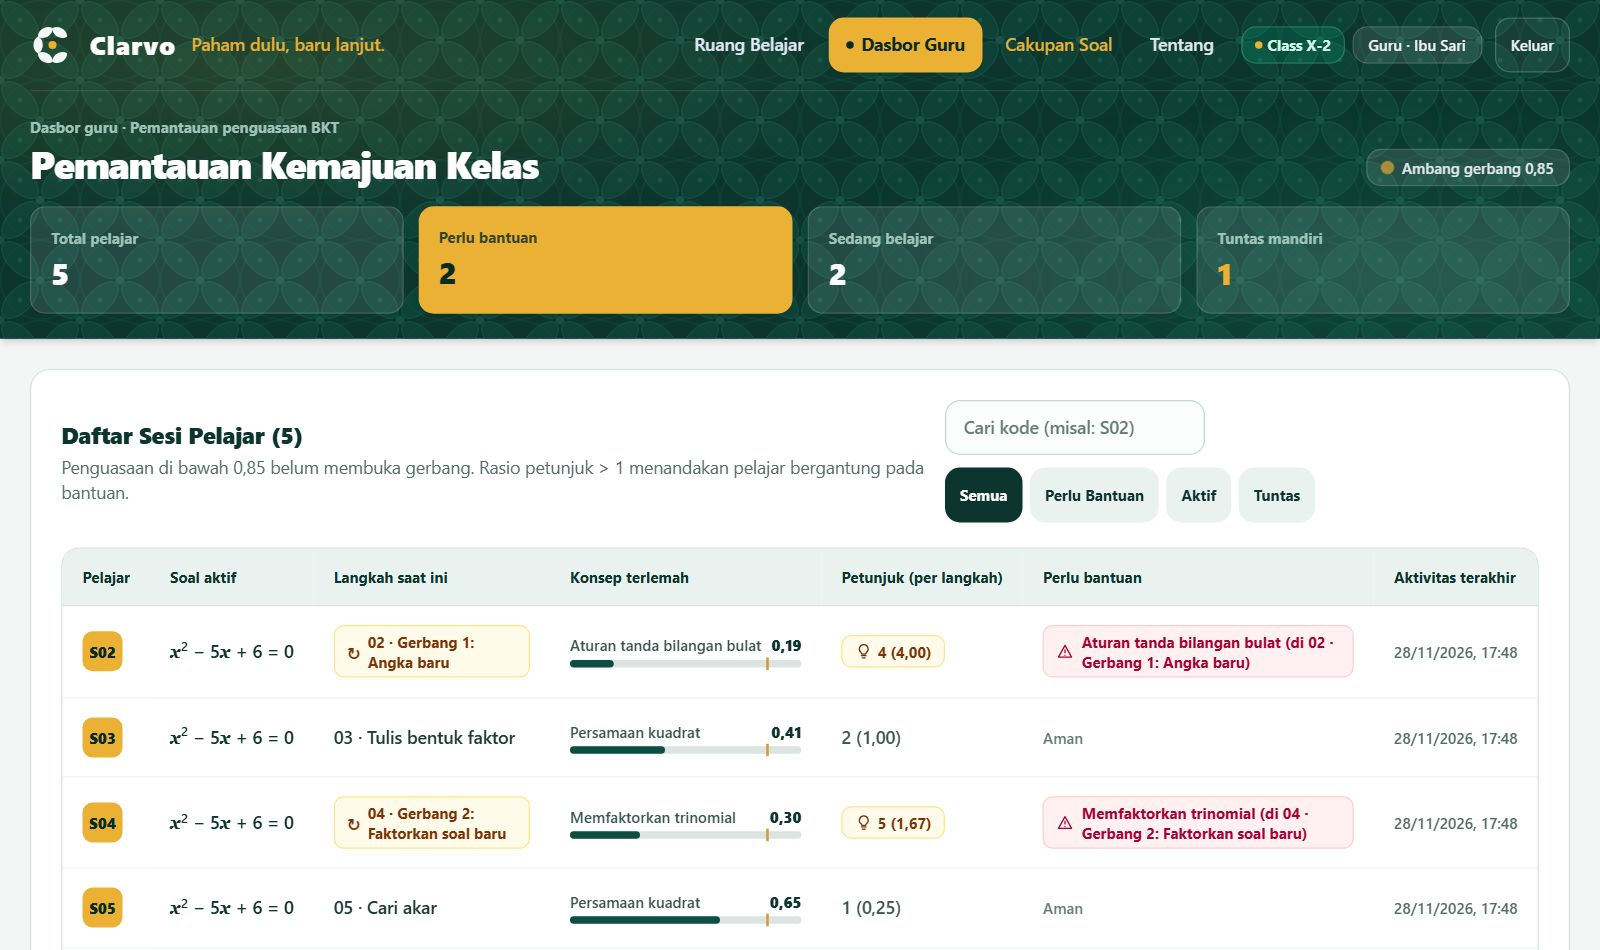 Clarvo Paham dulu, baru lanjut.
Ruang Belajar
Dasbor Guru
Cakupan Soal
Tentang
Class X-2
Guru · Ibu Sari
Keluar
Dasbor guru · Pemantauan penguasaan BKT
Pemantauan Kemajuan Kelas
Ambang gerbang 0,85
Total pelajar
5
Perlu bantuan
2
Sedang belajar
2
Tuntas mandiri
1
Daftar Sesi Pelajar (5)
Penguasaan di bawah 0,85 belum membuka gerbang. Rasio petunjuk > 1 menandakan pelajar bergantung pada
bantuan.
Cari kode (misal: S02)
Semua
Perlu Bantuan
Aktif
Tuntas
Pelajar
Soal aktif
Langkah saat ini
Konsep terlemah
Petunjuk (per langkah)
Perlu bantuan
Aktivitas terakhir
S02
x² − 5x + 6 = 0
02 · Gerbang 1:
Angka baru
Aturan tanda bilangan bulat 0,19
4 (4,00)
Aturan tanda bilangan bulat (di 02 ·
Gerbang 1: Angka baru)
28/11/2026, 17:48
S03
x² − 5x + 6 = 0
03 · Tulis bentuk faktor
Persamaan kuadrat 0,41
2 (1,00)
Aman
28/11/2026, 17:48
S04
x² − 5x + 6 = 0
04 · Gerbang 2:
Faktorkan soal baru
Memfaktorkan trinomial 0,30
5 (1,67)
Memfaktorkan trinomial (di 04 ·
Gerbang 2: Faktorkan soal baru)
28/11/2026, 17:48
S05
x² − 5x + 6 = 0
05 · Cari akar
Persamaan kuadrat 0,65
1 (0,25)
Aman
28/11/2026, 17:48